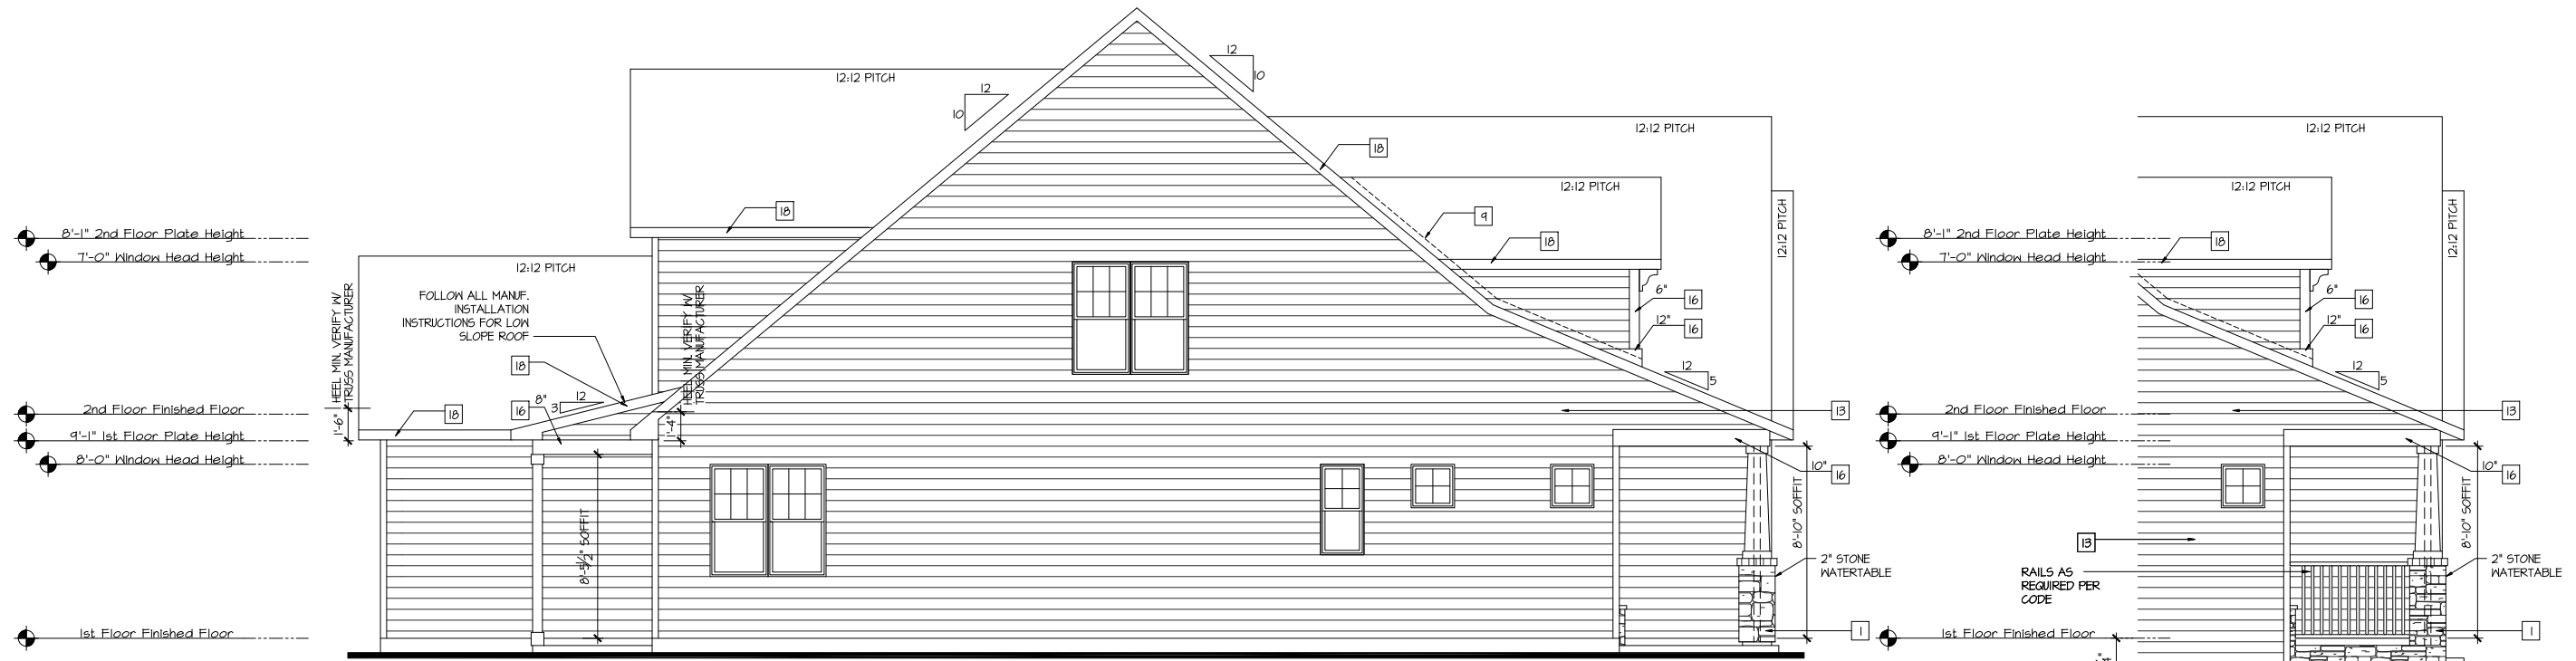 12:12 PITCH
12
10
12
10
12:12 PITCH
18
12:12 PITCH
18
9
18
12:12 PITCH
8'-1" 2nd Floor Plate Height
7'-0" Window Head Height
12:12 PITCH
FOLLOW ALL MANUF.
INSTALLATION
INSTRUCTIONS FOR LOW
SLOPE ROOF
HEEL MIN. VERIFY W/
TRUSS MANUFACTURER
1'-6"
HEEL MIN. VERIFY W/
TRUSS MANUFACTURER
1'-4"
6"
16
12"
16
18
12
3
8"
16
18
12
5
13
2nd Floor Finished Floor
9'-1" 1st Floor Plate Height
8'-0" Window Head Height
10"
16
8'-5 1/2" SOFFIT
8'-10" SOFFIT
2" STONE
WATERTABLE
1st Floor Finished Floor
1
12:12 PITCH
12:12 PITCH
12:12 PITCH
8'-1" 2nd Floor Plate Height
7'-0" Window Head Height
18
6"
16
12"
16
12
5
2nd Floor Finished Floor
13
9'-1" 1st Floor Plate Height
8'-0" Window Head Height
10"
16
8'-10" SOFFIT
13
2" STONE
WATERTABLE
RAILS AS
REQUIRED PER
CODE
1st Floor Finished Floor
1